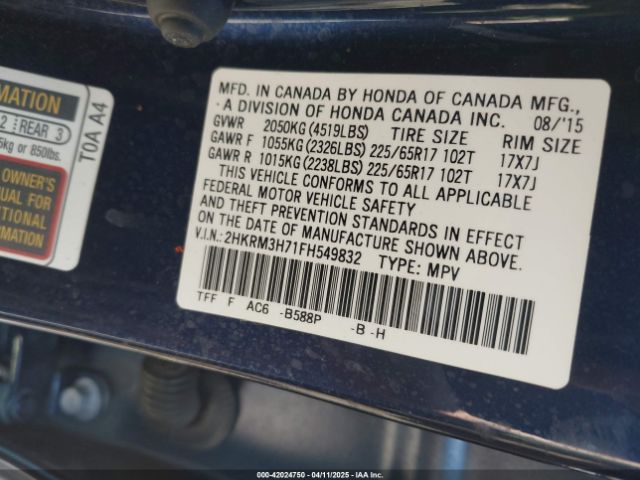 MATION
2 REAR 3
5kg or 850lbs.
OWNER'S
NUAL FOR
ITIONAL
ORMATION
T0A A4
MFD. IN CANADA BY HONDA OF CANADA MFG.,
A DIVISION OF HONDA CANADA INC. 08/'15
GVWR 2050KG (4519LBS) TIRE SIZE RIM SIZE
GAWR F 1055KG (2326LBS) 225/65R17 102T 17X7J
GAWR R 1015KG (2238LBS) 225/65R17 102T 17X7J
THIS VEHICLE CONFORMS TO ALL APPLICABLE
FEDERAL MOTOR VEHICLE SAFETY
AND THEFT PREVENTION STANDARDS IN EFFECT
ON THE DATE OF MANUFACTURE SHOWN ABOVE.
V.I.N.: 2HKRM3H71FH549832 TYPE: MPV
TFF F AC6 -B588P -B -H
000-42024750 - 04/11/2025 - IAA Inc.